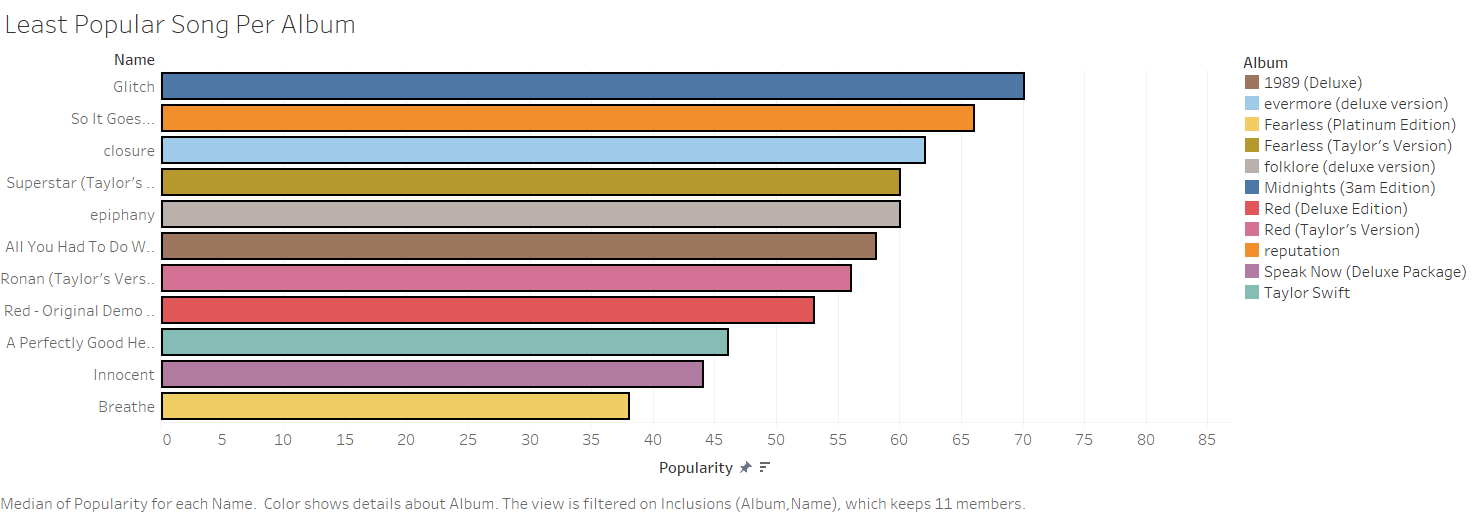 Least Popular Song Per Album
Name
Glitch
So It Goes...
closure
Superstar (Taylor's ..
epiphany
All You Had To Do W..
Ronan (Taylor's Vers..
Red - Original Demo ..
A Perfectly Good He..
Innocent
Breathe
0 5 10 15 20 25 30 35 40 45 50 55 60 65 70 75 80 85
Popularity
Album
1989 (Deluxe)
evermore (deluxe version)
Fearless (Platinum Edition)
Fearless (Taylor's Version)
folklore (deluxe version)
Midnights (3am Edition)
Red (Deluxe Edition)
Red (Taylor's Version)
reputation
Speak Now (Deluxe Package)
Taylor Swift
Median of Popularity for each Name. Color shows details about Album. The view is filtered on Inclusions (Album,Name), which keeps 11 members.